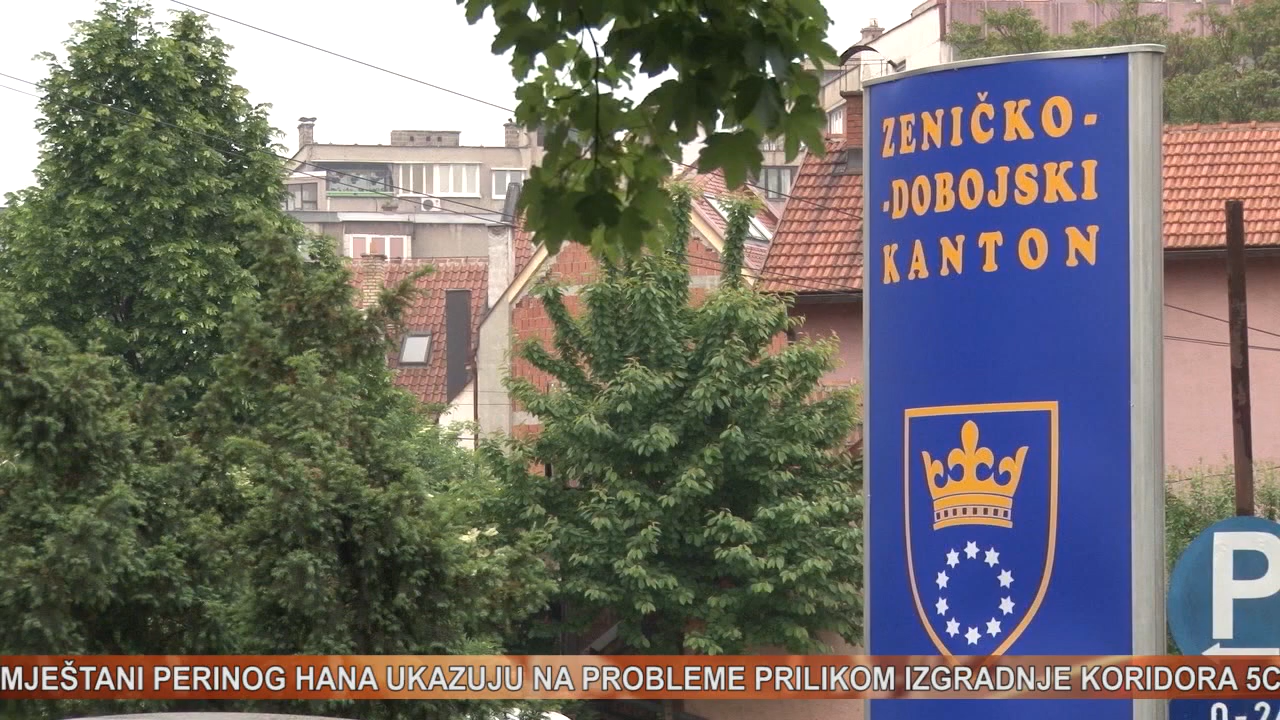 ZENIČKO-
-DOBOJSKI
KANTON
P
MJEŠTANI PERINOG HANA UKAZUJU NA PROBLEME PRILIKOM IZGRADNJE KORIDORA 5C